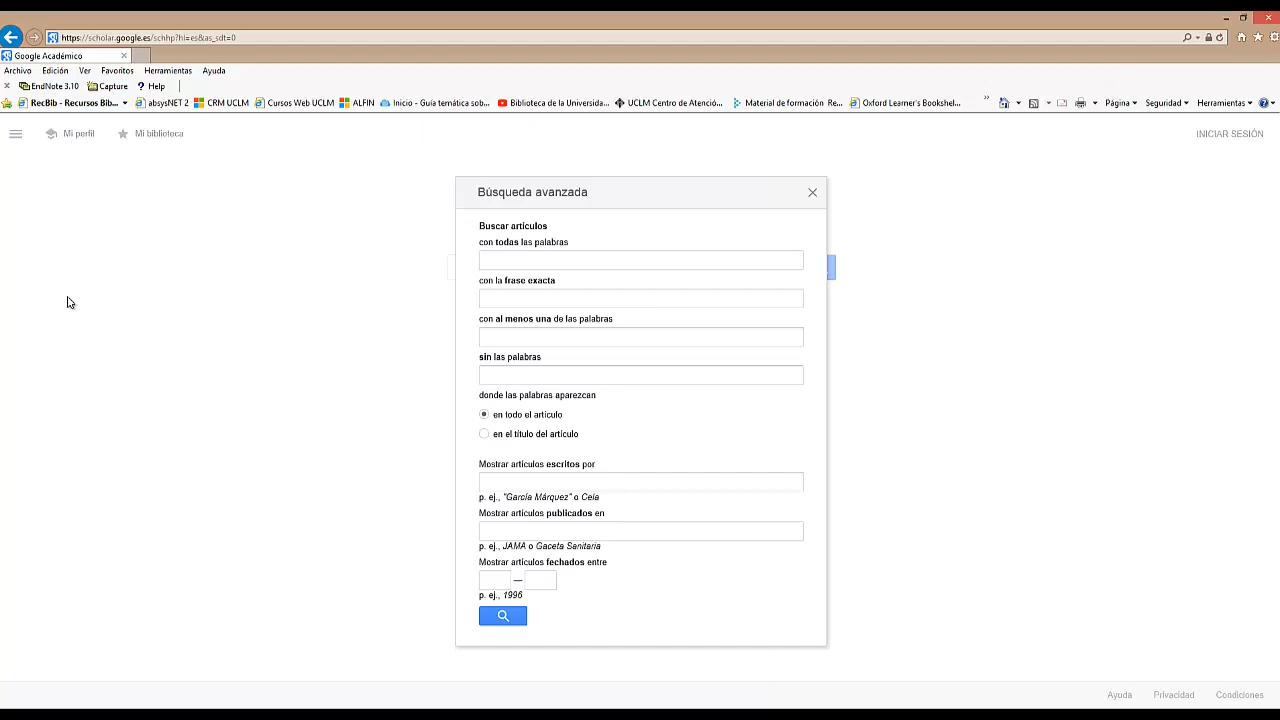 https://scholar.google.es/schhp?hl=es&as_sdt=0
Google Académico
Archivo Edición Ver Favoritos Herramientas Ayuda
EndNote 3.10 Capture ? Help
RecBib - Recursos Bib... absysNET 2 CRM UCLM Cursos Web UCLM ALFIN Inicio - Guía temática sob... Biblioteca de la Universida... UCLM Centro de Atenció... Material de formación Re... Oxford Learner's Bookshel... Página Seguridad Herramientas
Mi perfil Mi biblioteca INICIAR SESIÓN
Búsqueda avanzada
Buscar artículos
con todas las palabras
con la frase exacta
con al menos una de las palabras
sin las palabras
donde las palabras aparezcan
en todo el artículo
en el título del artículo
Mostrar artículos escritos por
p. ej., "García Márquez" o Cela
Mostrar artículos publicados en
p. ej., JAMA o Gaceta Sanitaria
Mostrar artículos fechados entre
—
p. ej., 1996
Ayuda Privacidad Condiciones